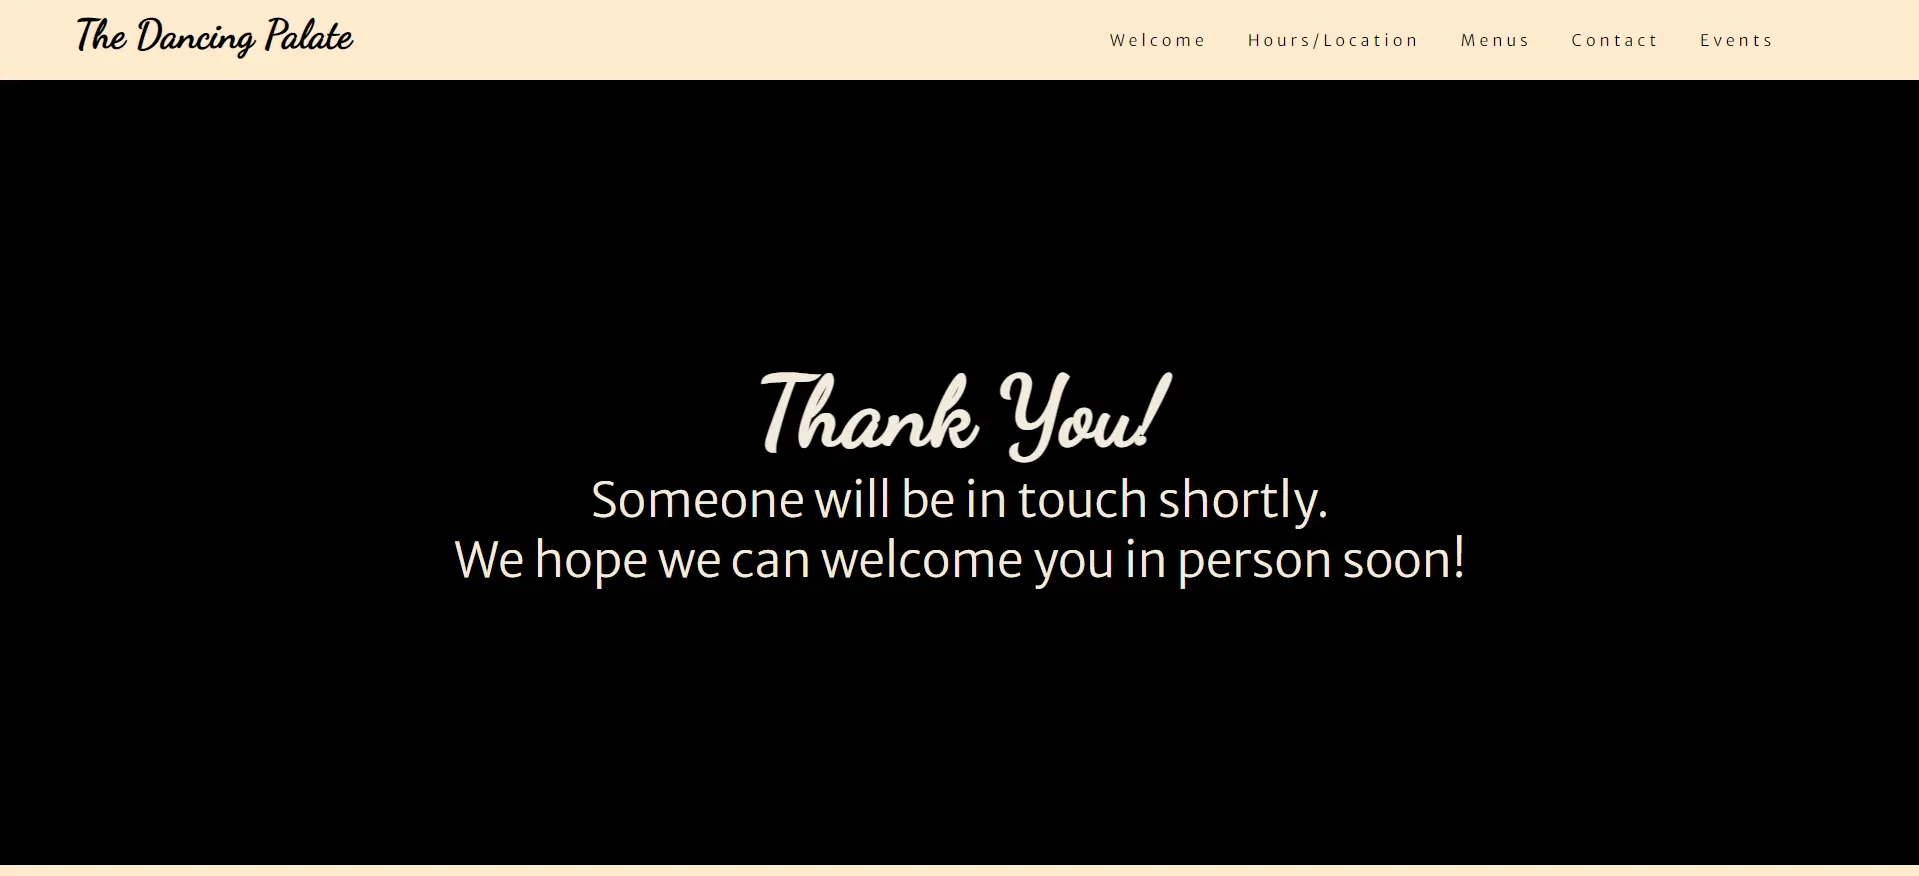 The Dancing Palate
Welcome Hours/Location Menus Contact Events
Thank You!
Someone will be in touch shortly.
We hope we can welcome you in person soon!